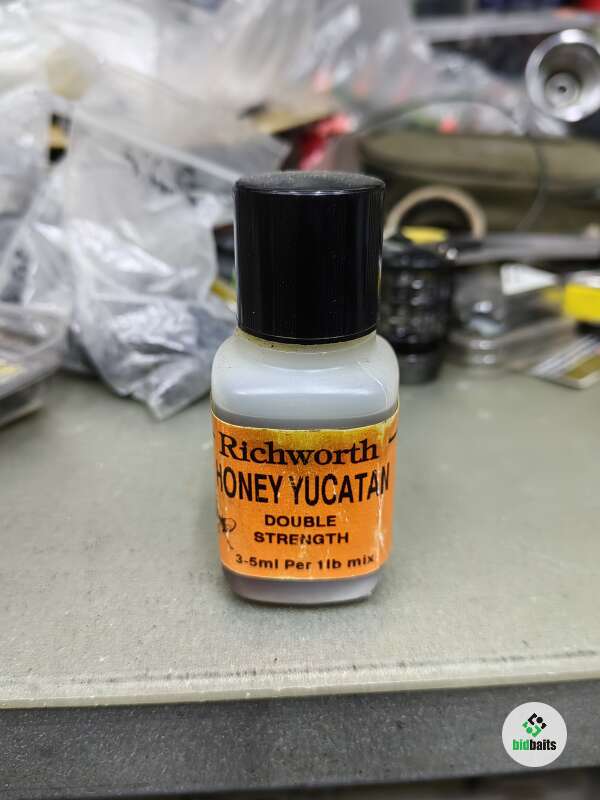 Richworth
HONEY YUCATAN
DOUBLE
STRENGTH
3-5ml Per 1lb mix
bidbaits